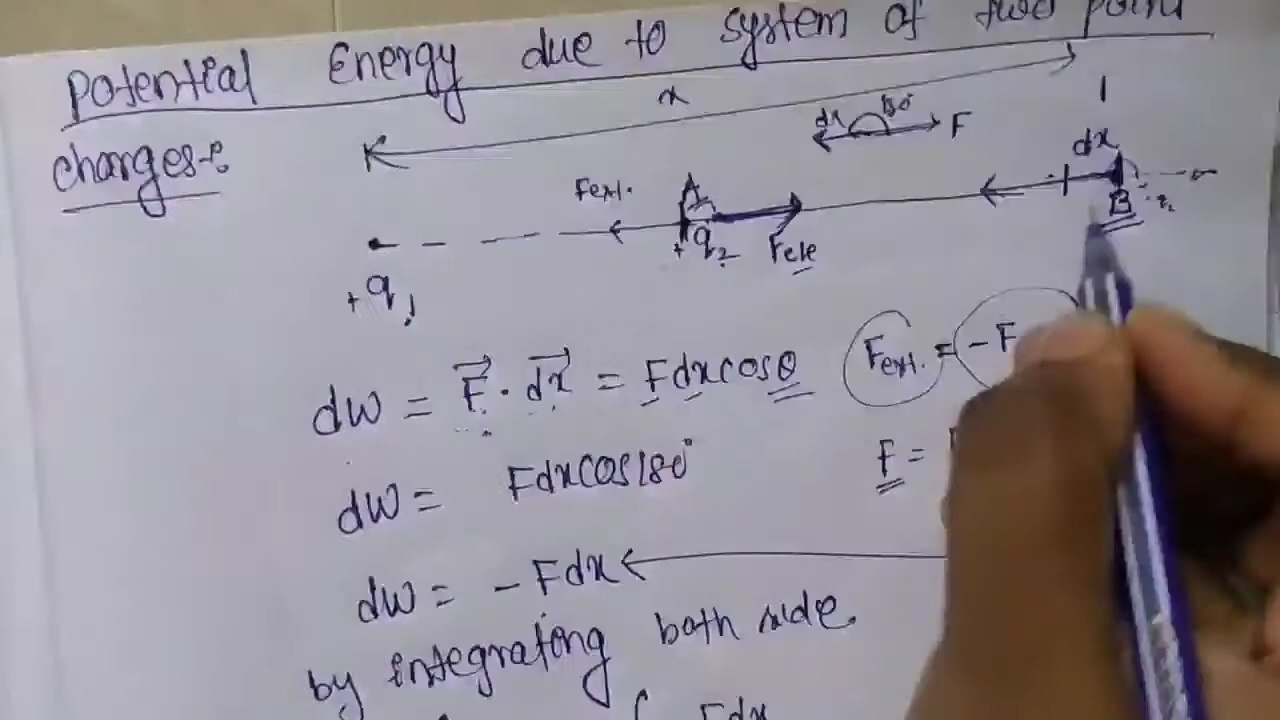 Potential Energy due to system of two point
charges:-
x
dx 180° F
dx
Fext. A
B
+q₂ Fele
+q₁
dw = F⃗ . dx⃗ = Fdxcosθ Fext. = -F
dw = Fdxcos180° F =
dw = -Fdx
by integrating both side
∫ Fdx